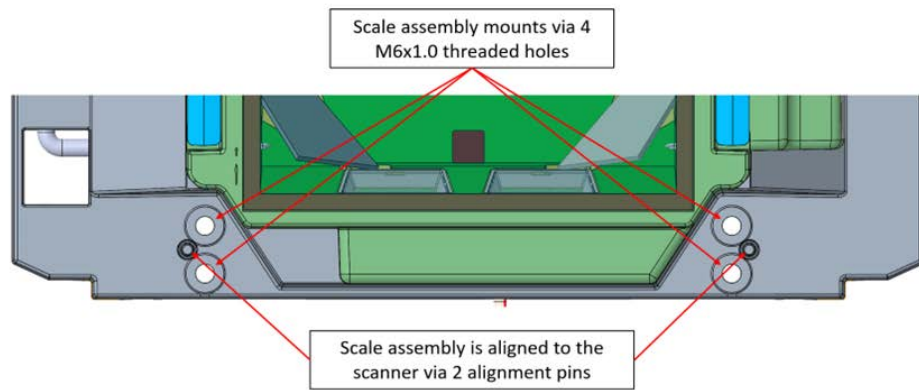 Scale assembly mounts via 4
M6x1.0 threaded holes
Scale assembly is aligned to the
scanner via 2 alignment pins